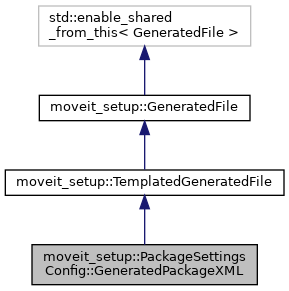 std::enable_shared
_from_this< GeneratedFile >
moveit_setup::GeneratedFile
moveit_setup::TemplatedGeneratedFile
moveit_setup::PackageSettings
Config::GeneratedPackageXML